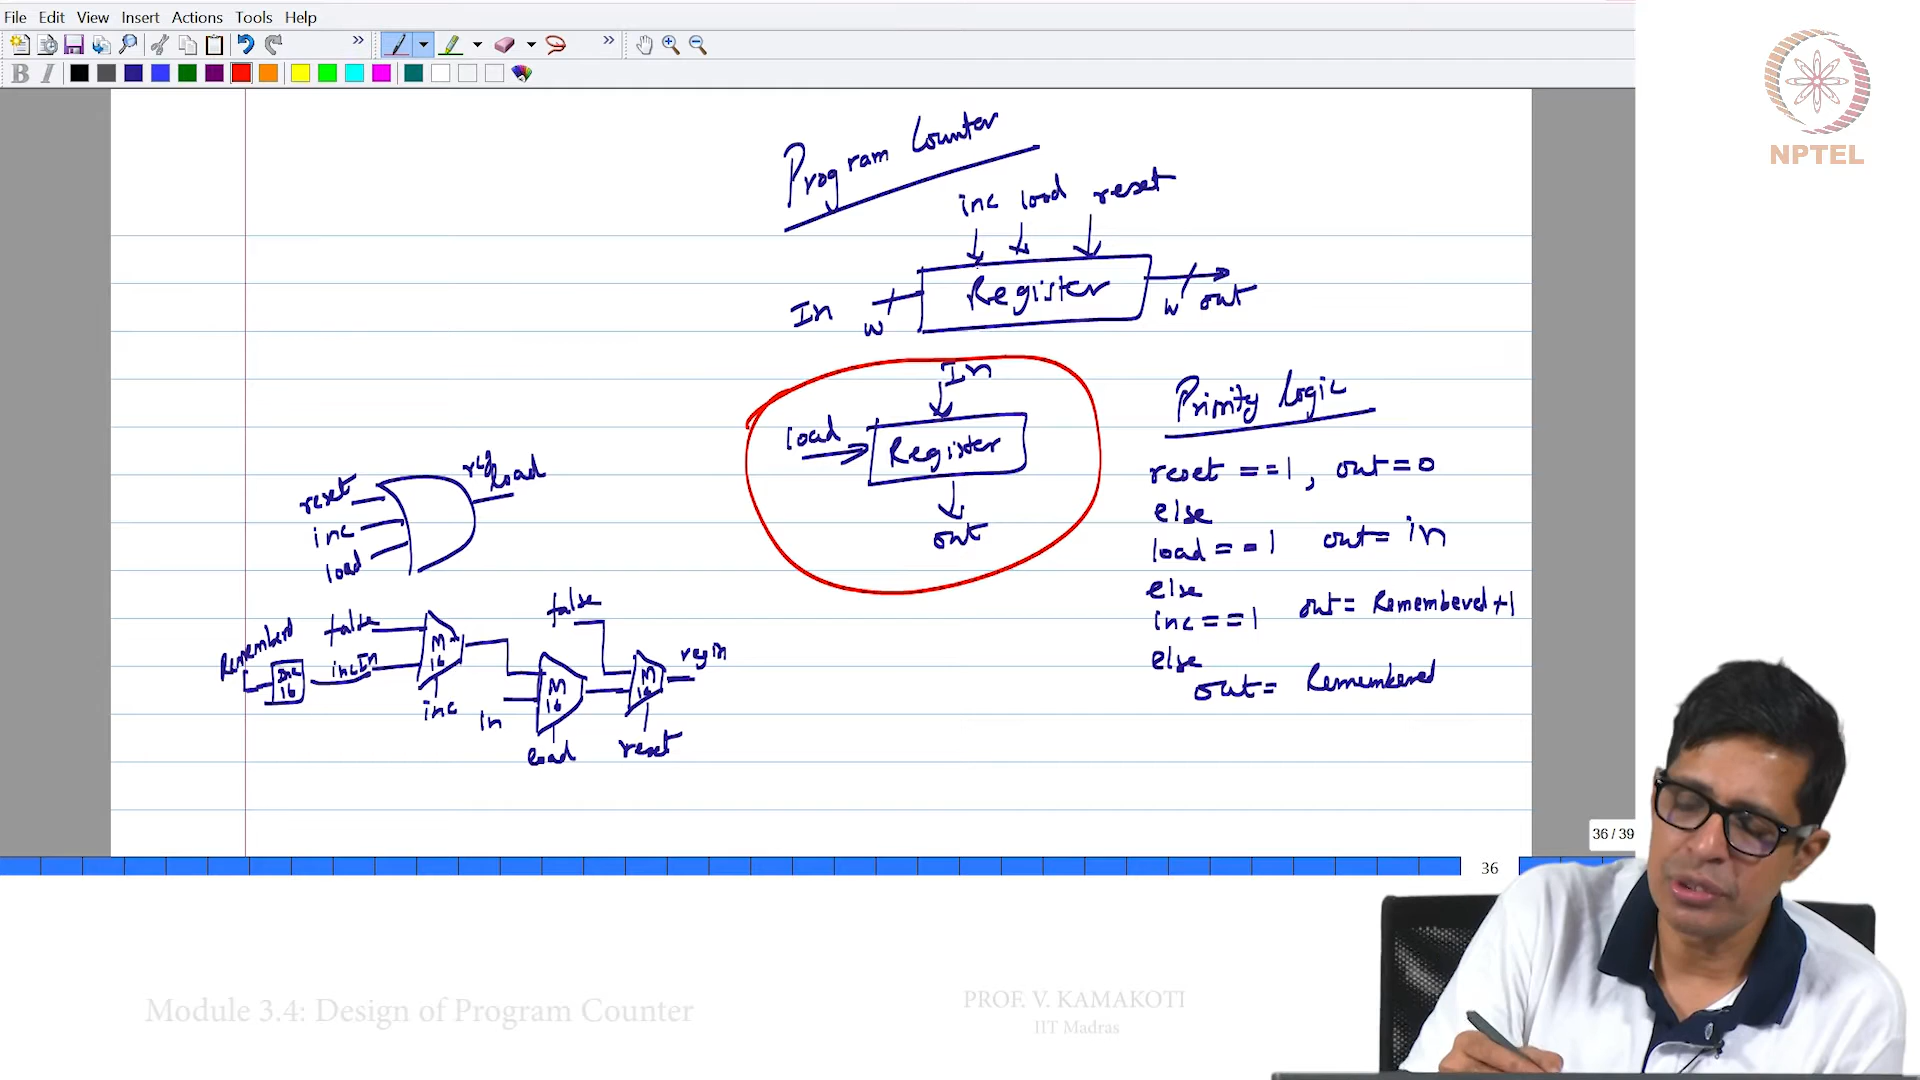 File Edit View Insert Actions Tools Help
B I
NPTEL
Program Counter
inc load reset
Register
In w
w out
In
load
Register
out
Priority Logic
reset == 1, out = 0
else
load == 1 out = in
else
inc == 1 out = Remembered + 1
else
out = Remembered
reset
inc
load
reg load
Remembered
Inc 16
false
incIn
M 16
inc
In
M 16
load
false
M 16
reset
regin
36 / 39
36
Module 3.4: Design of Program Counter
PROF. V. KAMAKOTI
IIT Madras